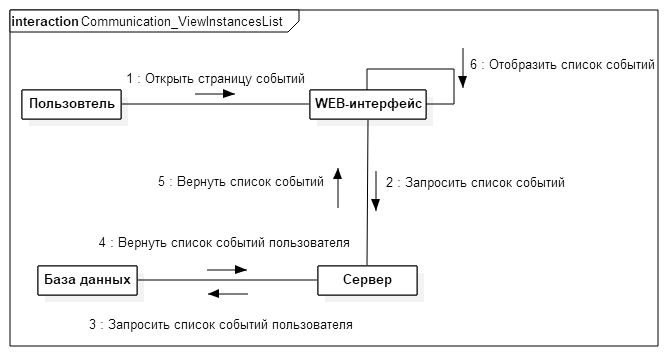 interaction Communication_ViewInstancesList
6 : Отобразить список событий
1 : Открыть страницу событий
Пользовтель
WEB-интерфейс
5 : Вернуть список событий
2 : Запросить список событий
4 : Вернуть список событий пользователя
База данных
Сервер
3 : Запросить список событий пользователя